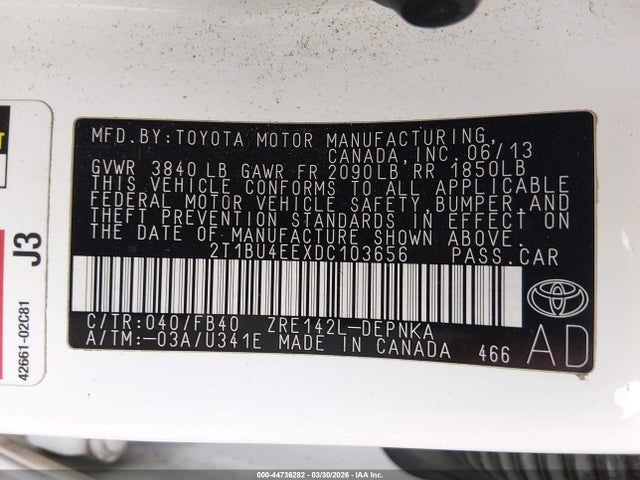 MFD.BY:TOYOTA MOTOR MANUFACTURING,
CANADA, INC. 06/13
GVWR 3840 LB GAWR FR 2090LB RR 1850LB
THIS VEHICLE CONFORMS TO ALL APPLICABLE
FEDERAL MOTOR VEHICLE SAFETY, BUMPER, AND
THEFT PREVENTION STANDARDS IN EFFECT ON
THE DATE OF MANUFACTURE SHOWN ABOVE.
2T1BU4EEXDC103656 PASS.CAR
C/TR:040/FB40 ZRE142L-DEPNKA
A/TM:-03A/U341E MADE IN CANADA 466
AD
J3
42661-02C81
000-44736282 — 03/30/2026 — IAA Inc.